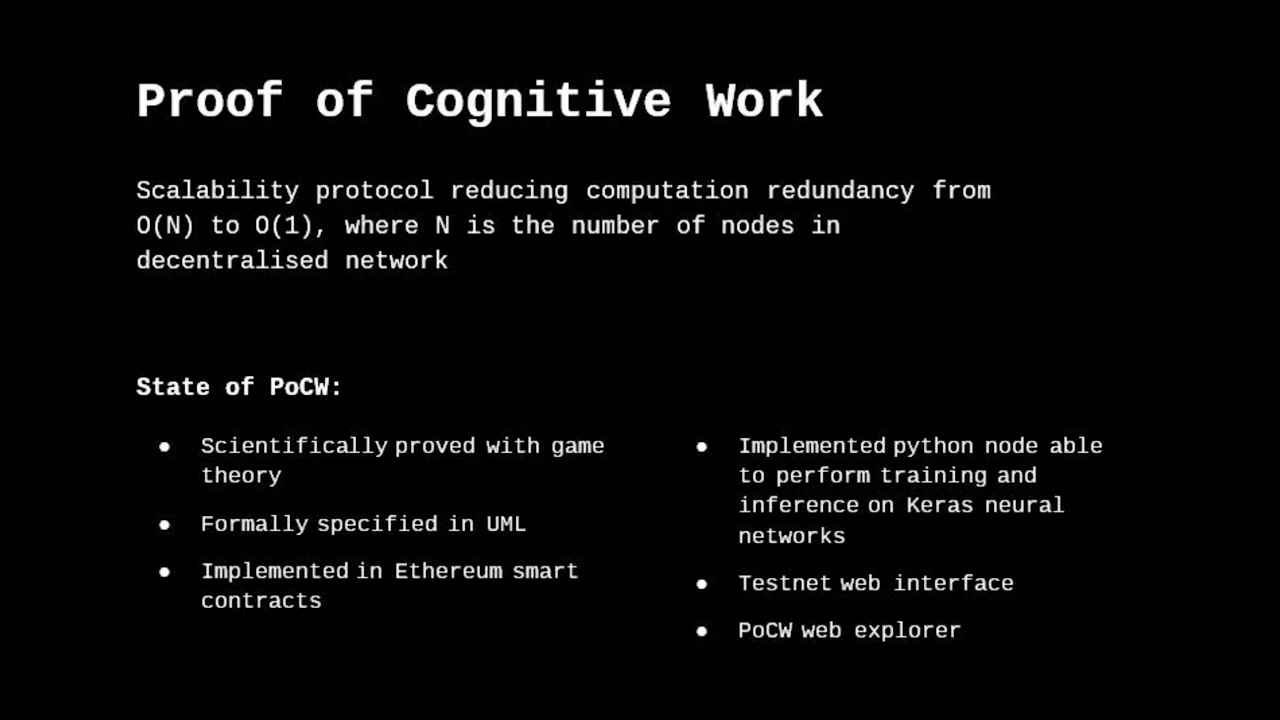 Proof of Cognitive Work
Scalability protocol reducing computation redundancy from
O(N) to O(1), where N is the number of nodes in
decentralised network
State of PoCW:
● Scientifically proved with game
theory
● Formally specified in UML
● Implemented in Ethereum smart
contracts
● Implemented python node able
to perform training and
inference on Keras neural
networks
● Testnet web interface
● PoCW web explorer